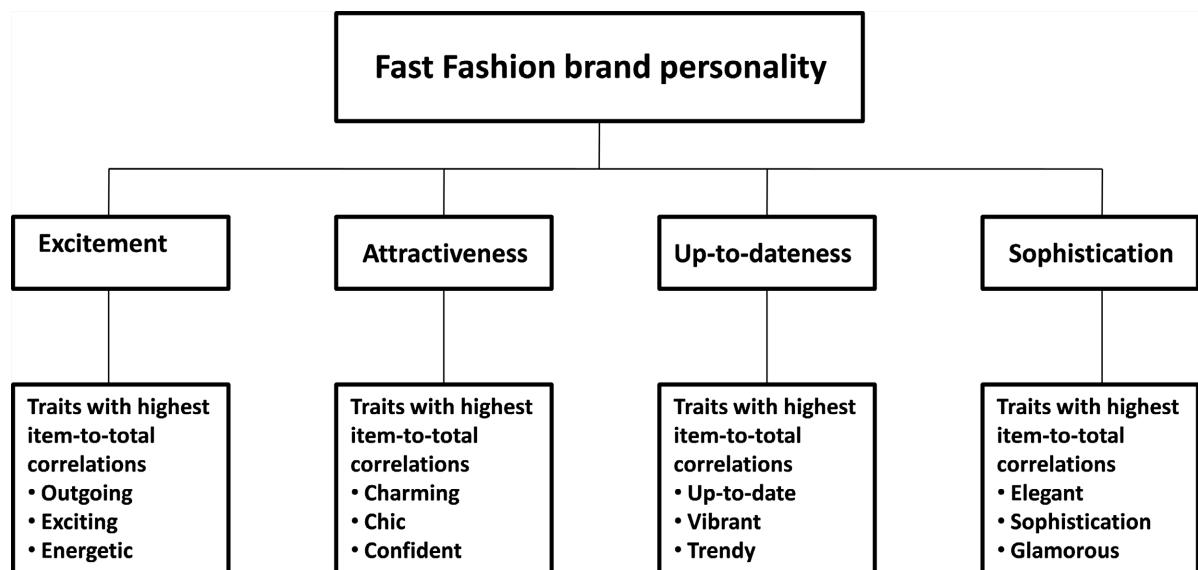 Fast Fashion brand personality
Excitement
Attractiveness
Up-to-dateness
Sophistication
Traits with highest
item-to-total
correlations
• Outgoing
• Exciting
• Energetic
Traits with highest
item-to-total
correlations
• Charming
• Chic
• Confident
Traits with highest
item-to-total
correlations
• Up-to-date
• Vibrant
• Trendy
Traits with highest
item-to-total
correlations
• Elegant
• Sophistication
• Glamorous